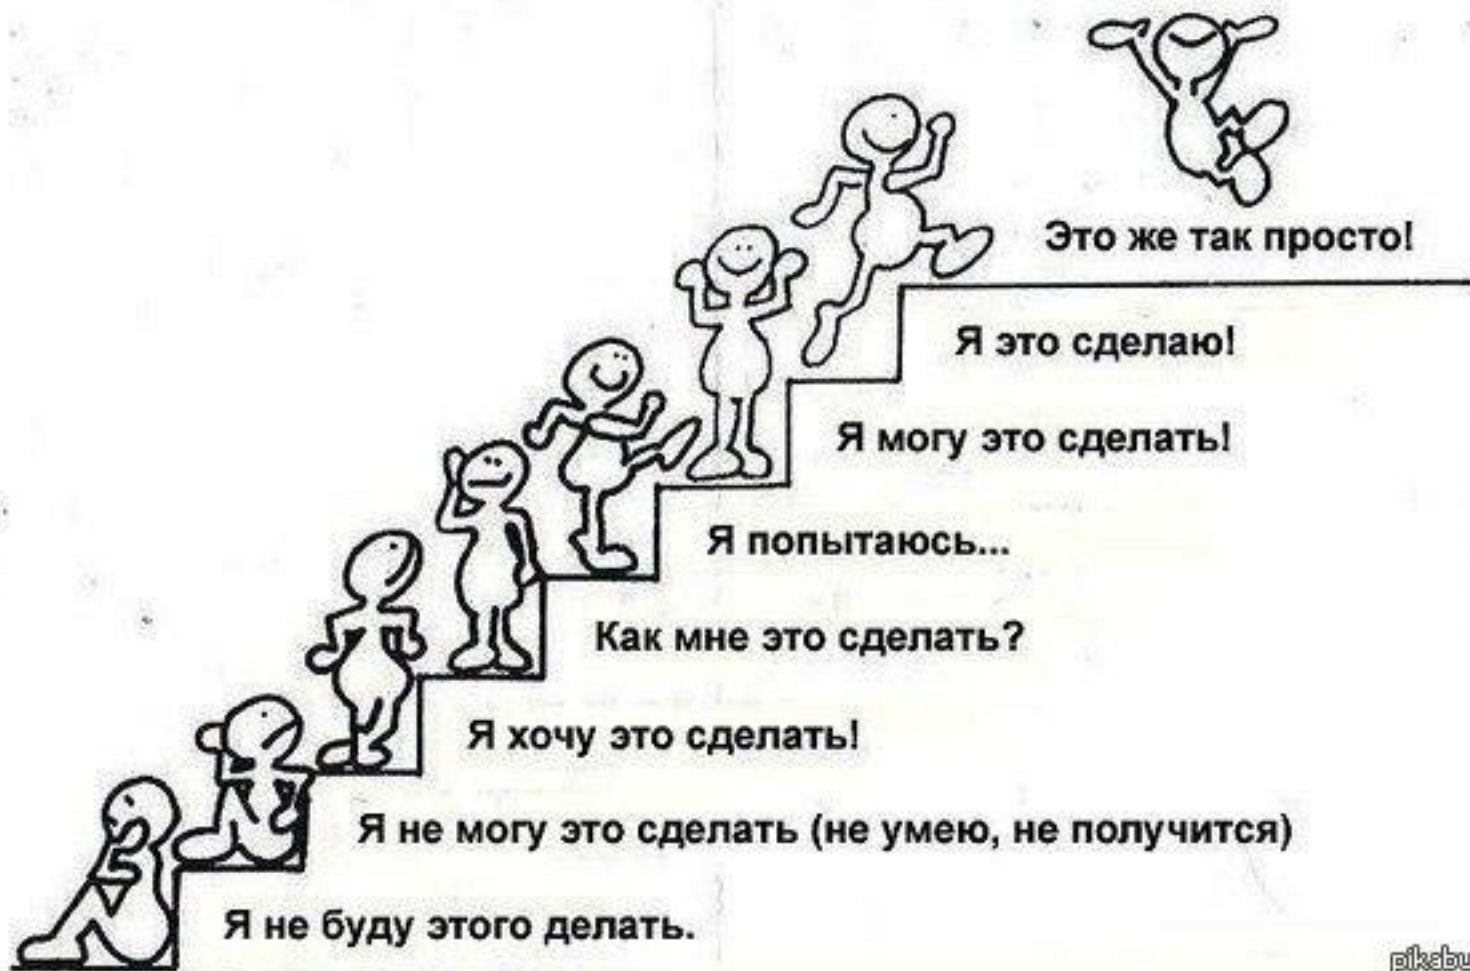 Это же так просто!
Я это сделаю!
Я могу это сделать!
Я попытаюсь...
Как мне это сделать?
Я хочу это сделать!
Я не могу это сделать (не умею, не получится)
Я не буду этого делать.
pikabu